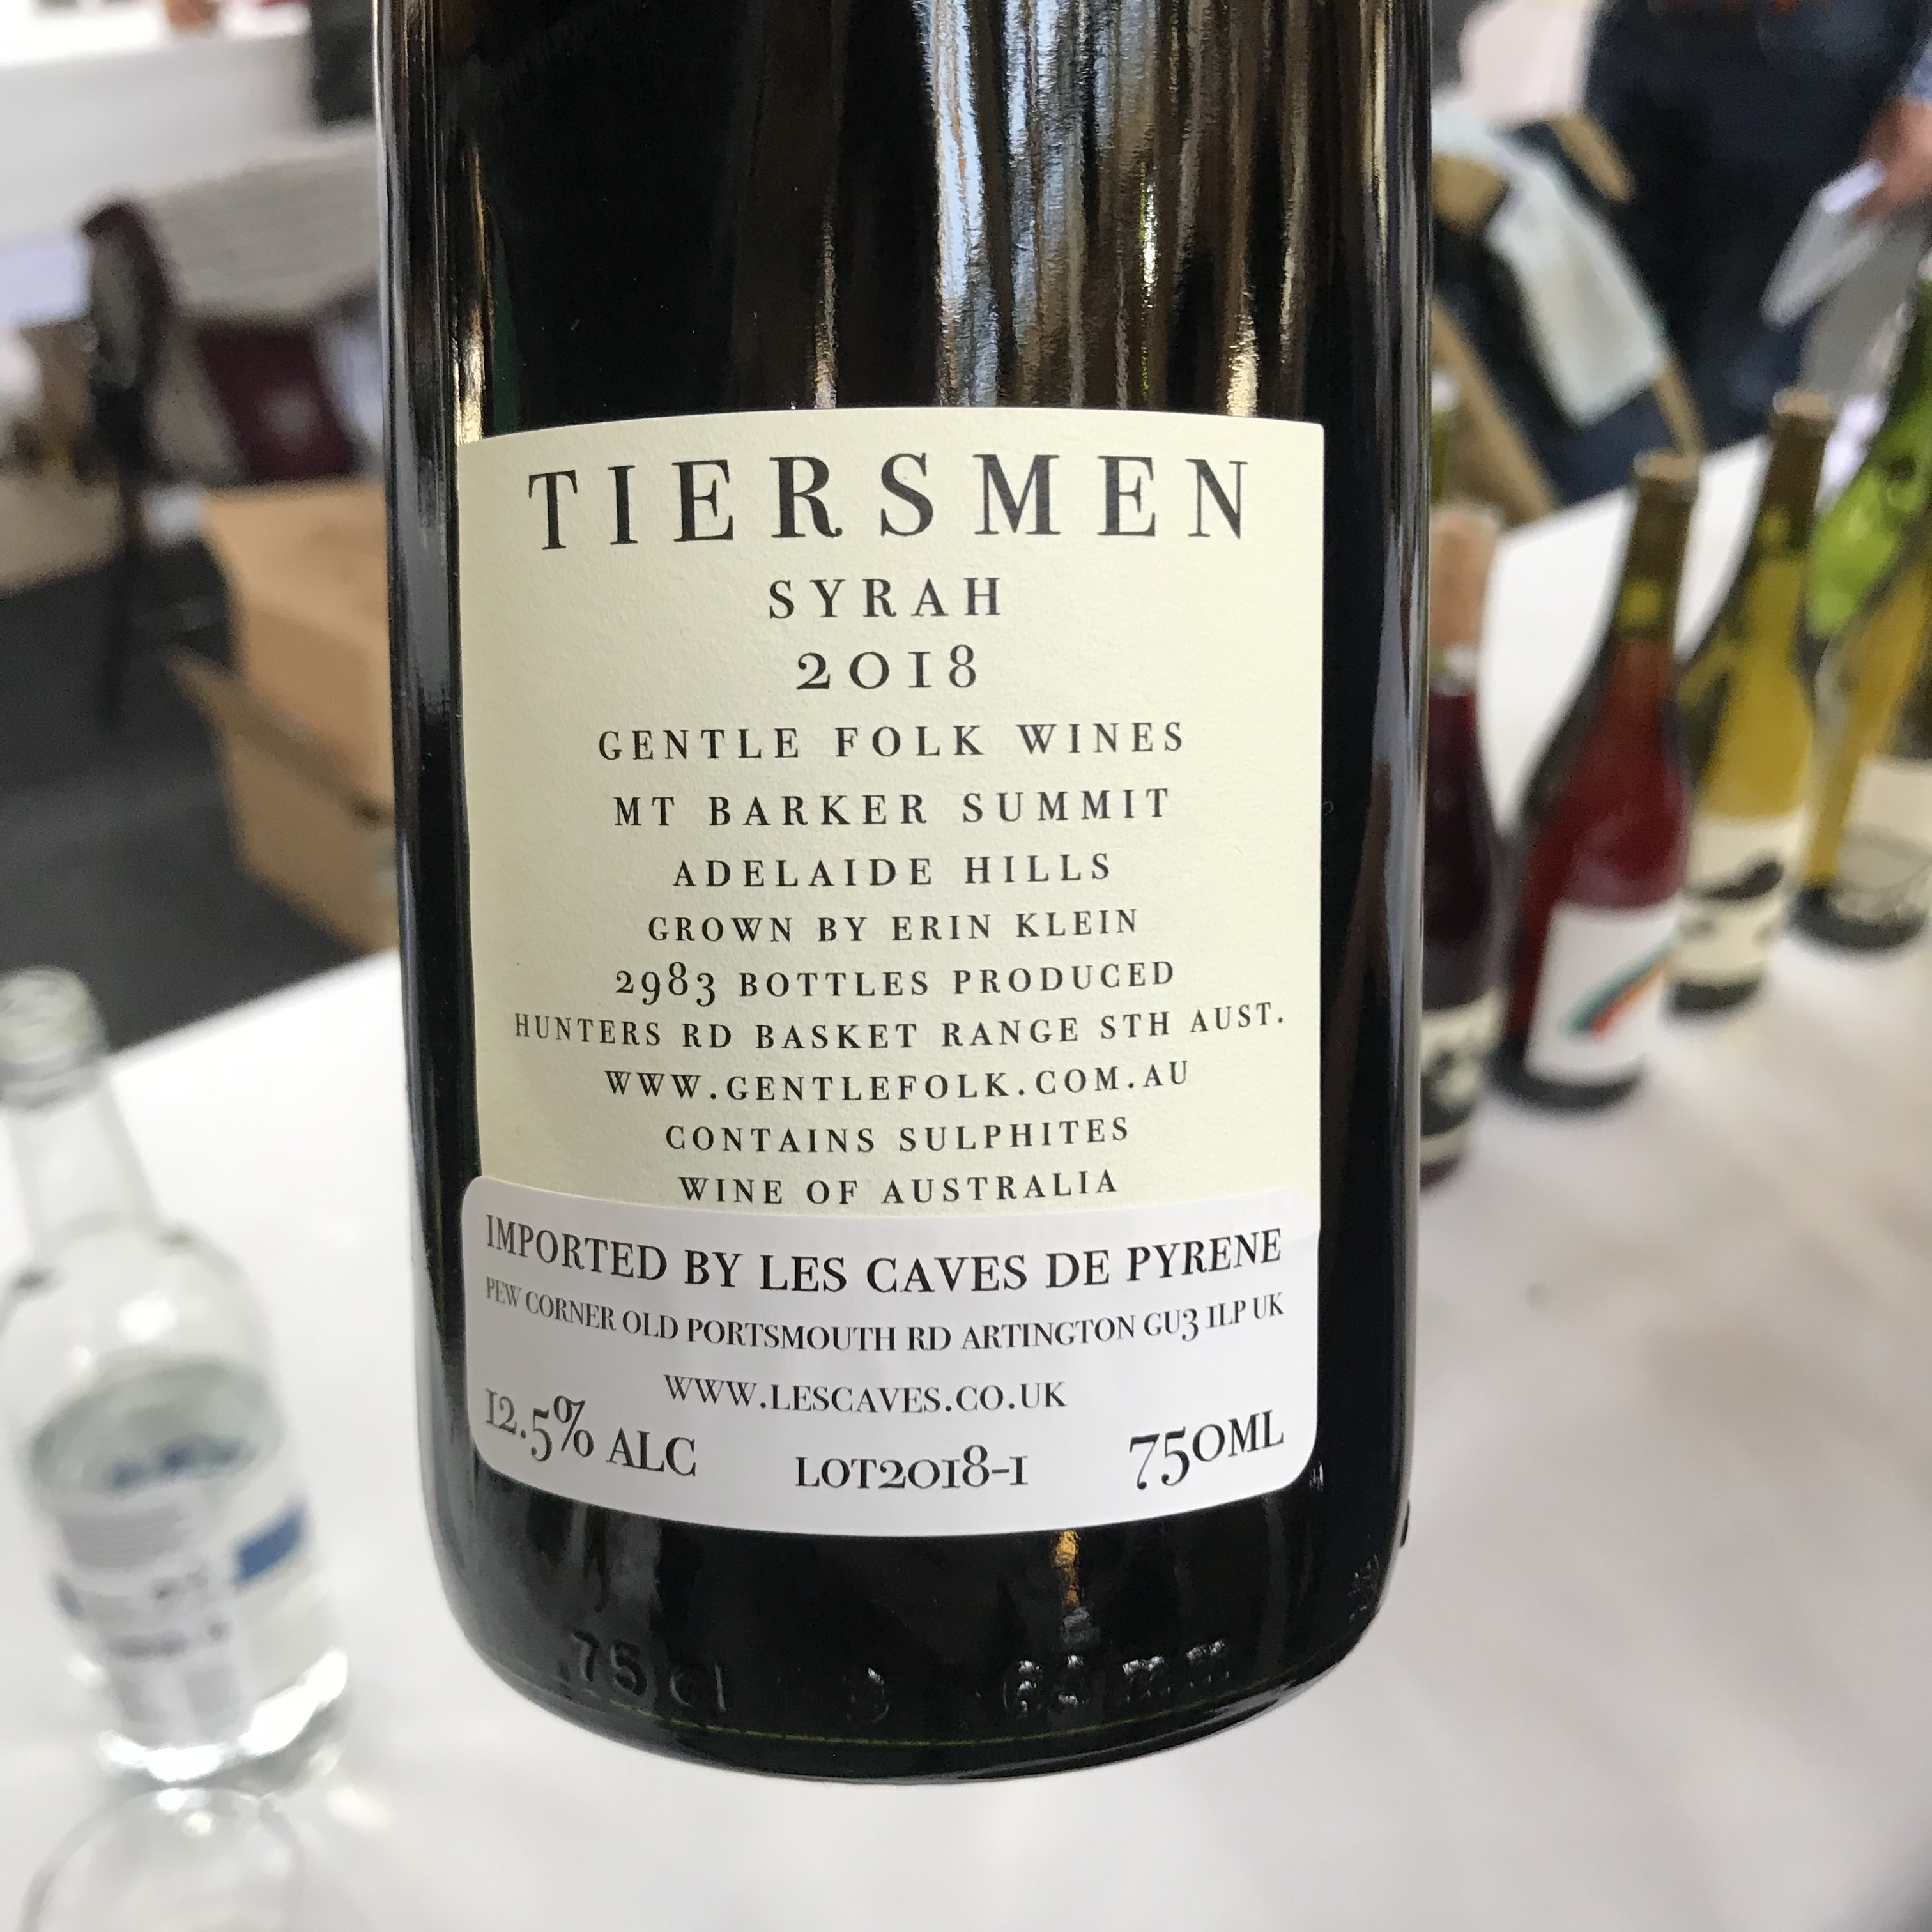 TIERSMEN
SYRAH
2018
GENTLE FOLK WINES
MT BARKER SUMMIT
ADELAIDE HILLS
GROWN BY ERIN KLEIN
2983 BOTTLES PRODUCED
HUNTERS RD BASKET RANGE STH AUST.
WWW.GENTLEFOLK.COM.AU
CONTAINS SULPHITES
WINE OF AUSTRALIA
IMPORTED BY LES CAVES DE PYRENE
PEW CORNER OLD PORTSMOUTH RD ARTINGTON GU3 1LP UK
WWW.LESCAVES.CO.UK
12.5% ALC LOT2018-1 750ML
75cl